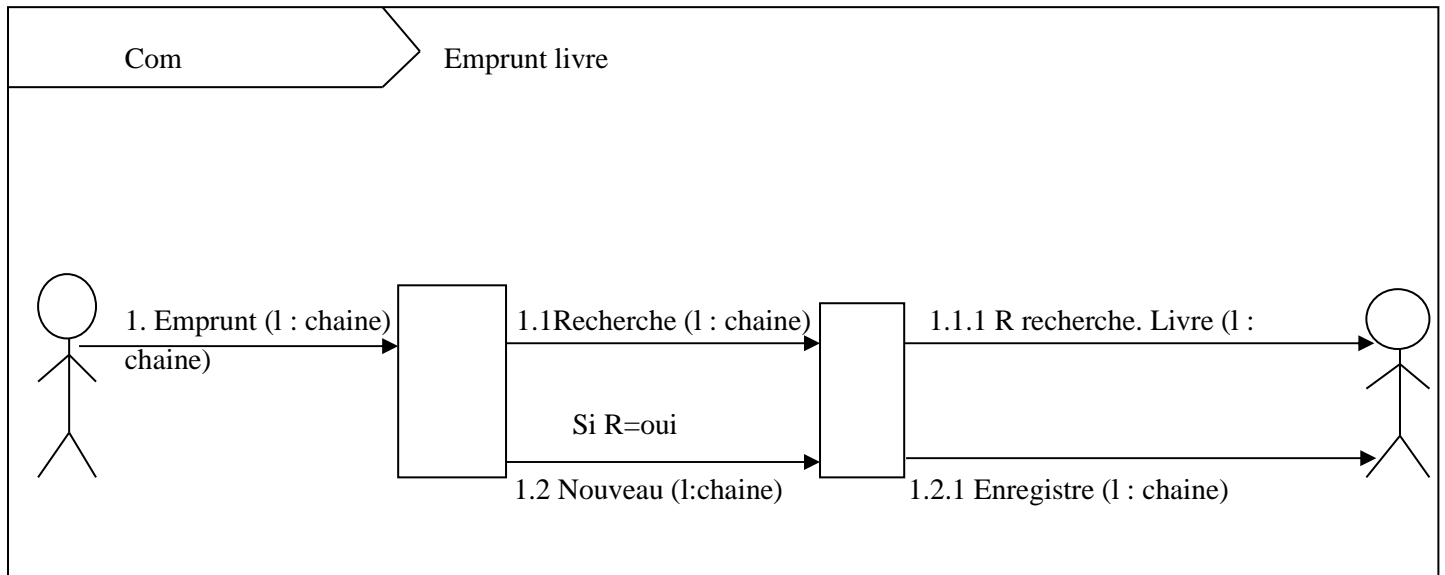 Com
Emprunt livre
1. Emprunt (l : chaine)
1.1Recherche (l : chaine)
1.1.1 R recherche. Livre (l :
chaine)
Si R=oui
1.2 Nouveau (l:chaine)
1.2.1 Enregistre (l : chaine)